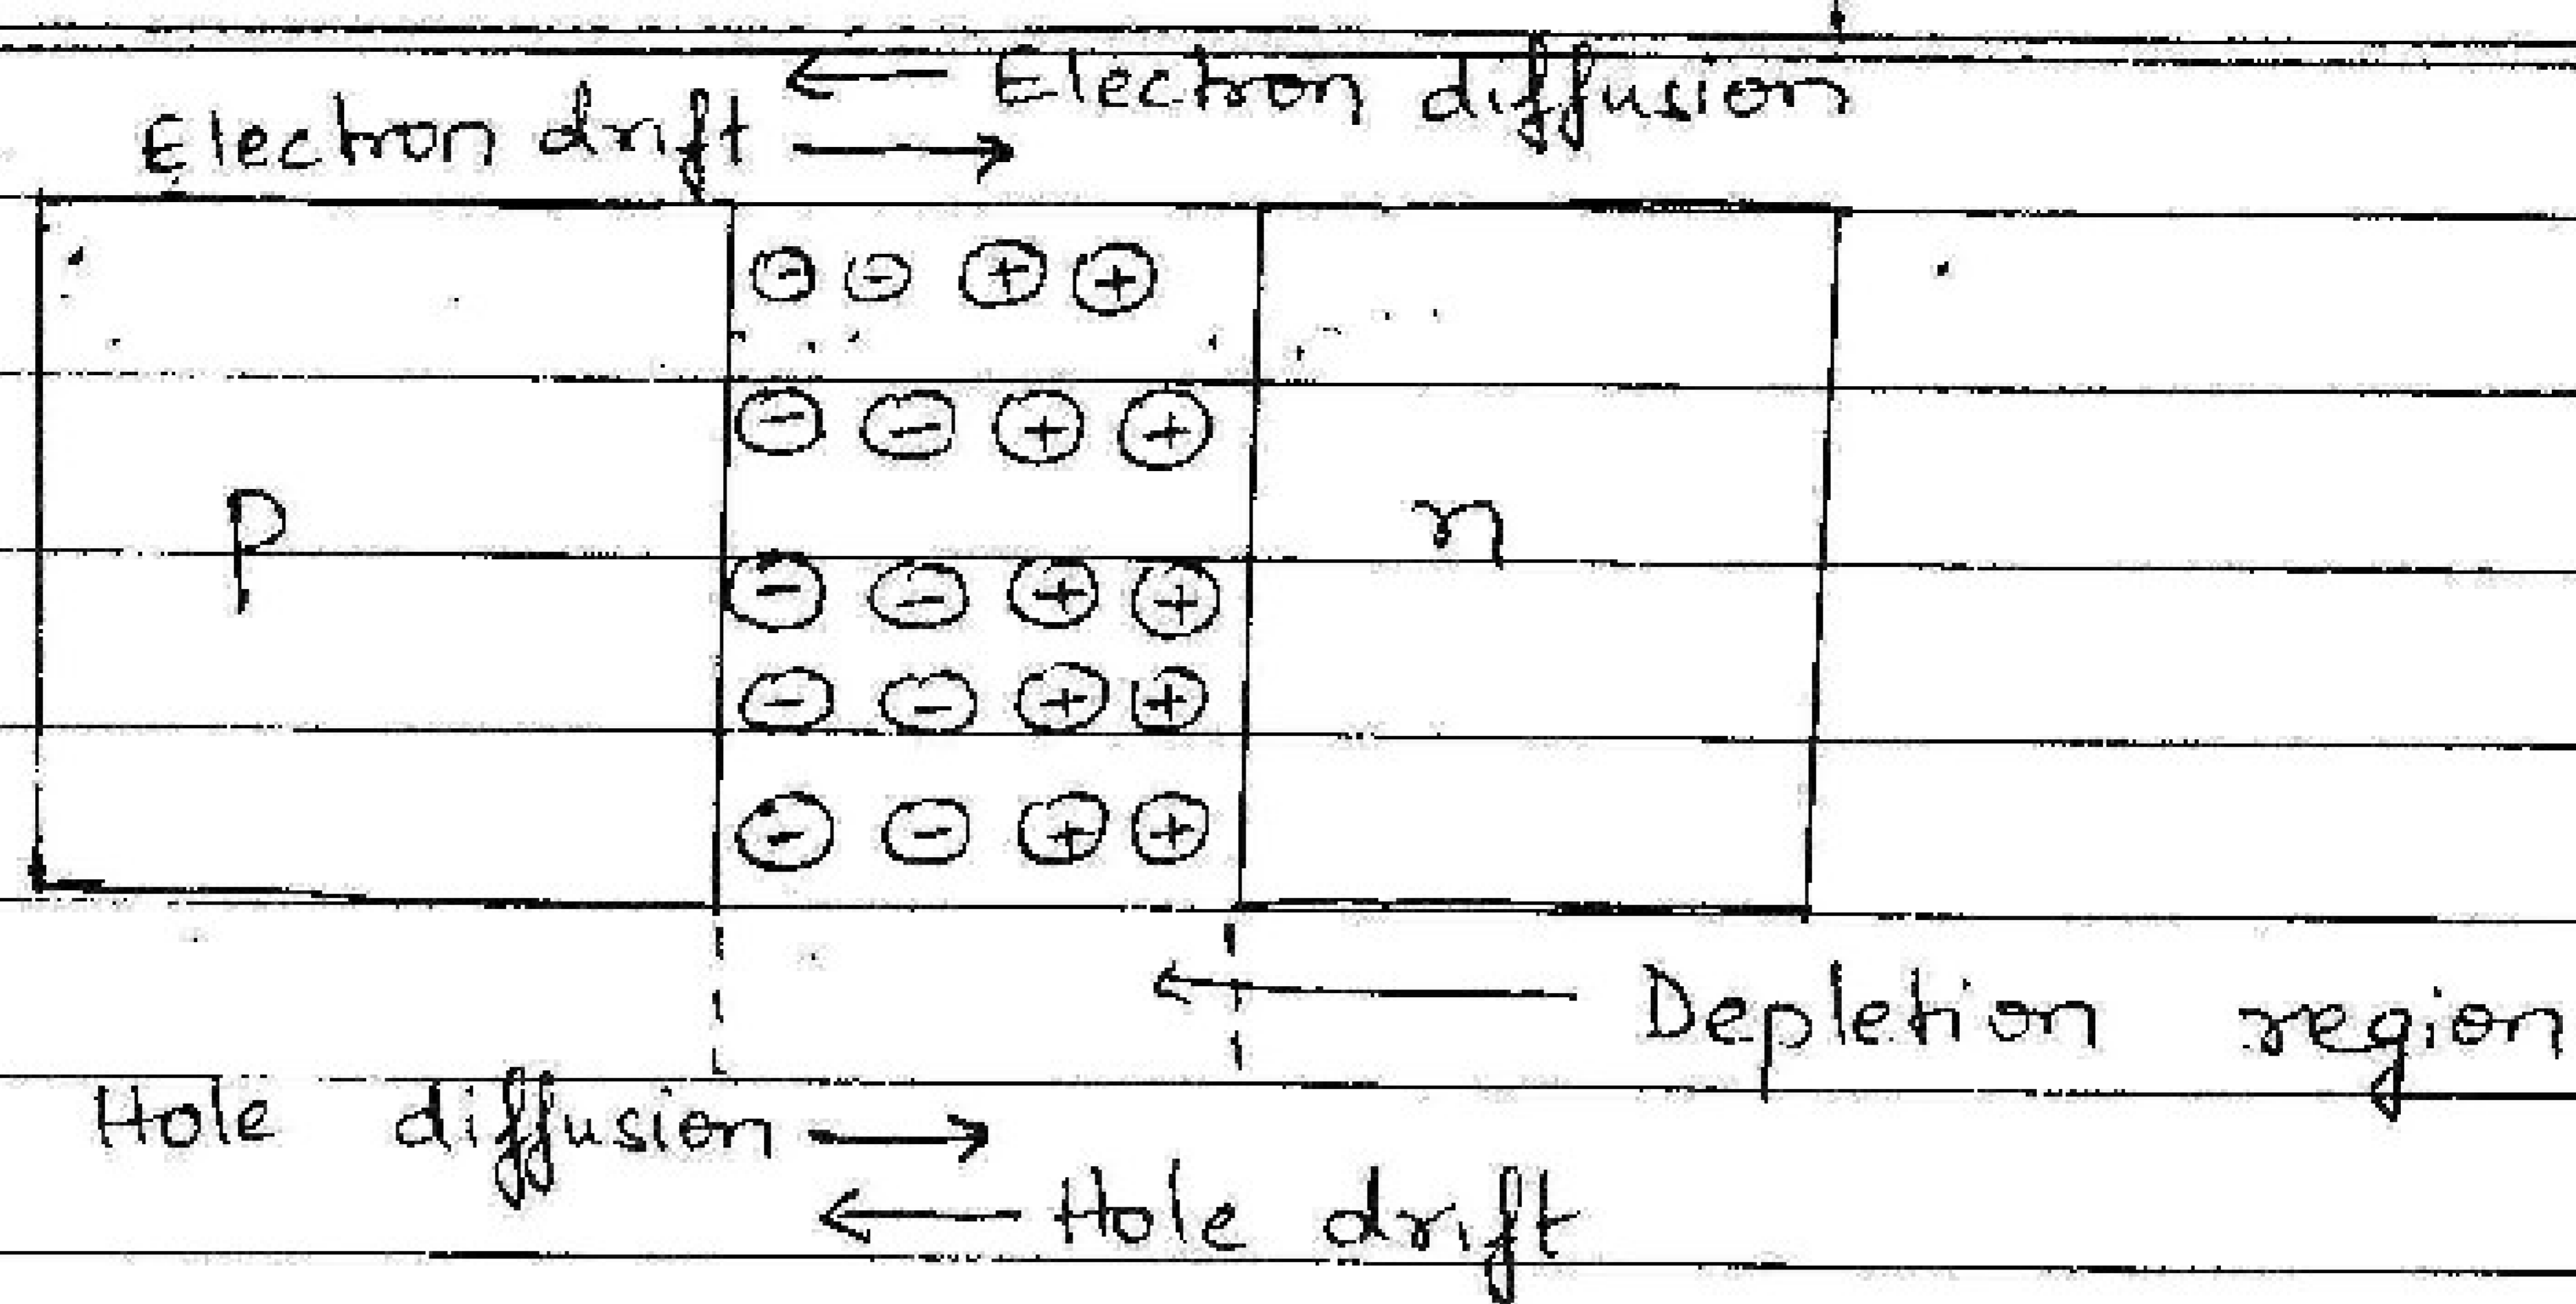 ← Electron diffusion
Electron drift →
⊖ ⊖ ⊕ ⊕
⊖ ⊖ ⊕ ⊕
P n
⊖ ⊖ ⊕ ⊕
⊖ ⊖ ⊕ ⊕
⊖ ⊖ ⊕ ⊕
← Depletion region
Hole diffusion →
← Hole drift